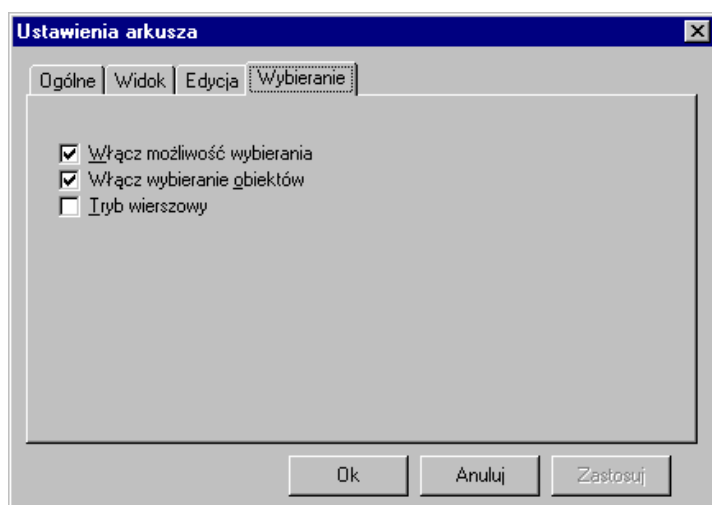 Ustawienia arkusza
Ogólne Widok Edycja Wybieranie
Włącz możliwość wybierania
Włącz wybieranie obiektów
Tryb wierszowy
Ok Anuluj Zastosuj